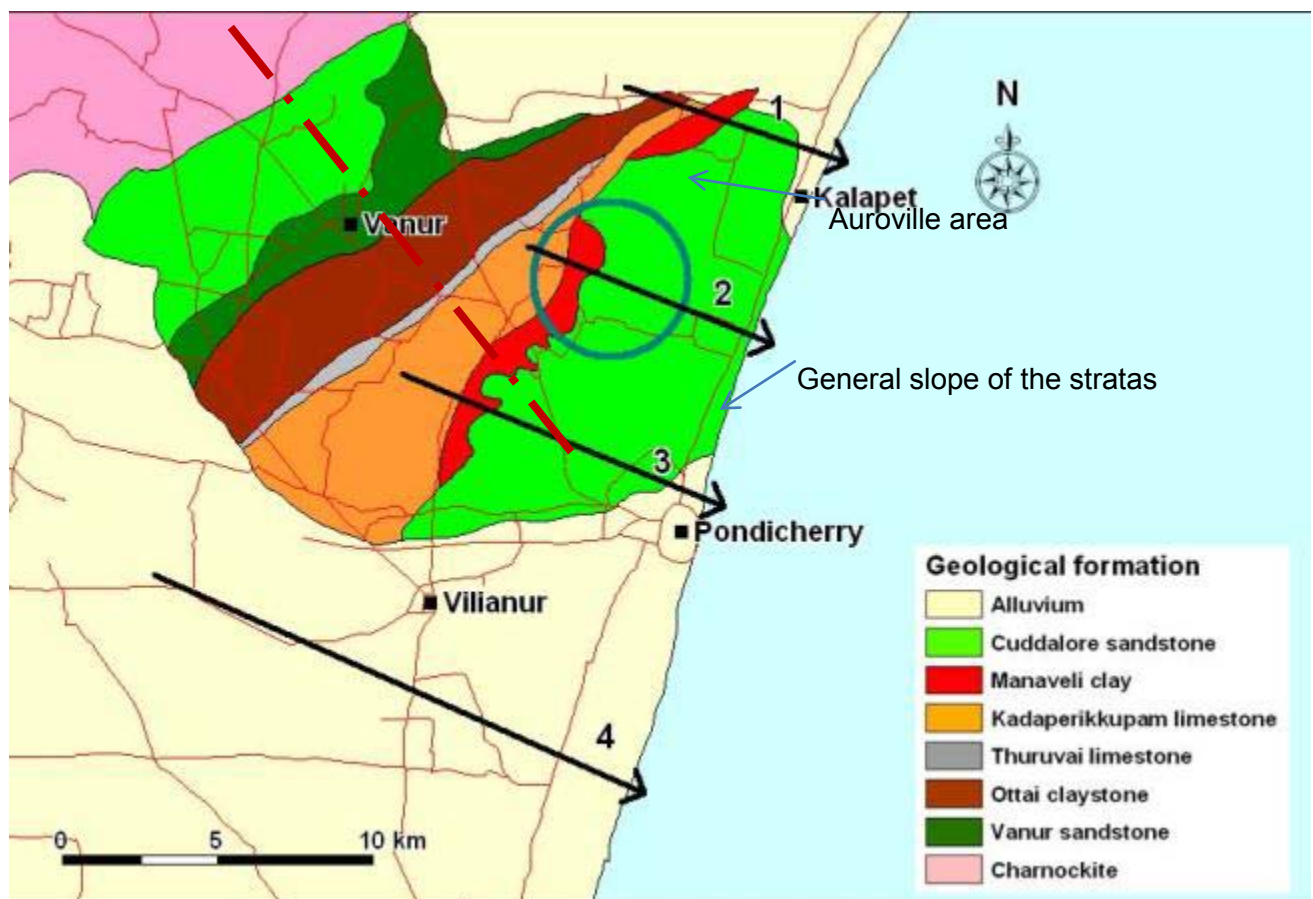 N
1
Kalapet
Auroville area
Vanur
2
General slope of the stratas
3
Pondicherry
Geological formation
Alluvium
Cuddalore sandstone
Manaveli clay
Kadaperikkupam limestone
Thuruvai limestone
Ottai claystone
Vanur sandstone
Charnockite
Vilianur
4
0 5 10 km